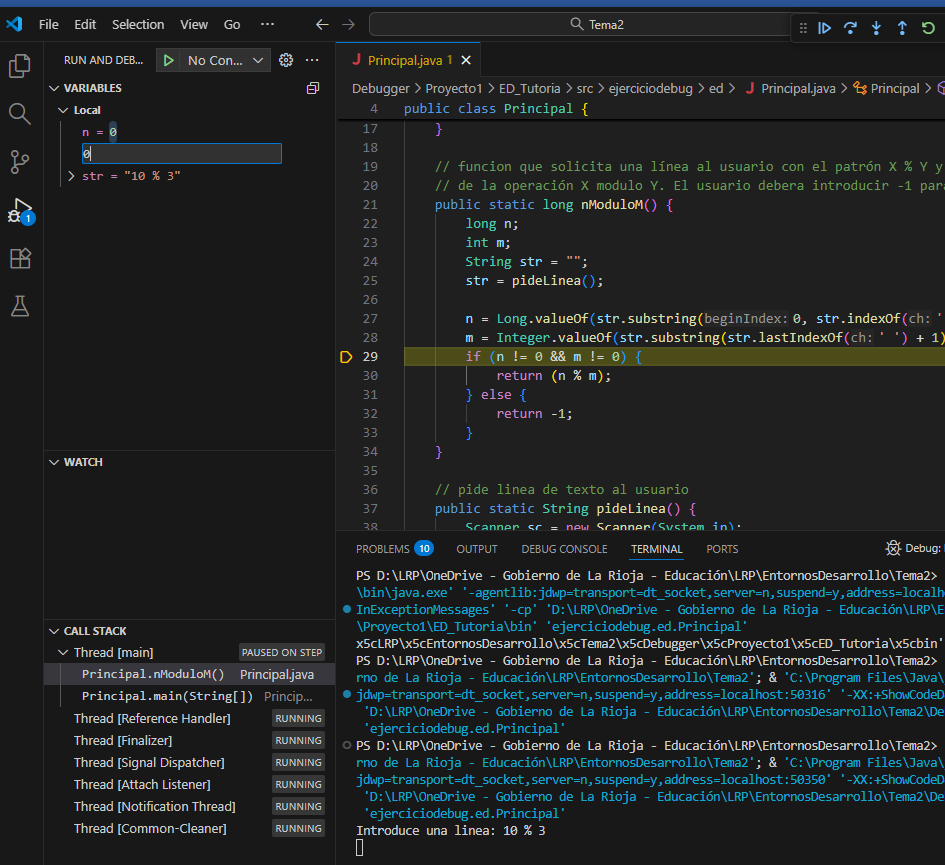 File Edit Selection View Go ··· Tema2
RUN AND DEB... No Con... ···
VARIABLES
Local
n = 0
0
str = "10 % 3"
WATCH
CALL STACK
Thread [main] PAUSED ON STEP
Principal.nModuloM() Principal.java
Principal.main(String[]) Princip...
Thread [Reference Handler] RUNNING
Thread [Finalizer] RUNNING
Thread [Signal Dispatcher] RUNNING
Thread [Attach Listener] RUNNING
Thread [Notification Thread] RUNNING
Thread [Common-Cleaner] RUNNING
1
J Principal.java 1
Debugger > Proyecto1 > ED_Tutoria > src > ejerciciodebug > ed > J Principal.java > Principal >
4 public class Principal {
17 }
18
19 // funcion que solicita una línea al usuario con el patrón X % Y y
20 // de la operación X modulo Y. El usuario debera introducir -1 para
21 public static long nModuloM() {
22 long n;
23 int m;
24 String str = "";
25 str = pideLinea();
26
27 n = Long.valueOf(str.substring(beginIndex: 0, str.indexOf(ch: '
28 m = Integer.valueOf(str.substring(str.lastIndexOf(ch: ' ') + 1)
29 if (n != 0 && m != 0) {
30 return (n % m);
31 } else {
32 return -1;
33 }
34 }
35
36 // pide linea de texto al usuario
37 public static String pideLinea() {
38 Scanner sc = new Scanner(System.in);
PROBLEMS 10 OUTPUT DEBUG CONSOLE TERMINAL PORTS Debug:
PS D:\LRP\OneDrive - Gobierno de La Rioja - Educación\LRP\EntornosDesarrollo\Tema2>
\bin\java.exe' '-agentlib:jdwp=transport=dt_socket,server=n,suspend=y,address=localh
InExceptionMessages' '-cp' 'D:\LRP\OneDrive - Gobierno de La Rioja - Educación\LRP\E
\Proyecto1\ED_Tutoria\bin' 'ejerciciodebug.ed.Principal'
x5cLRP\x5cEntornosDesarrollo\x5cTema2\x5cDebugger\x5cProyecto1\x5cED_Tutoria\x5cbin'
PS D:\LRP\OneDrive - Gobierno de La Rioja - Educación\LRP\EntornosDesarrollo\Tema2>
rno de La Rioja - Educación\LRP\EntornosDesarrollo\Tema2'; & 'C:\Program Files\Java\
jdwp=transport=dt_socket,server=n,suspend=y,address=localhost:50316' '-XX:+ShowCodeD
'D:\LRP\OneDrive - Gobierno de La Rioja - Educación\LRP\EntornosDesarrollo\Tema2\De
'ejerciciodebug.ed.Principal'
PS D:\LRP\OneDrive - Gobierno de La Rioja - Educación\LRP\EntornosDesarrollo\Tema2>
rno de La Rioja - Educación\LRP\EntornosDesarrollo\Tema2'; & 'C:\Program Files\Java\
jdwp=transport=dt_socket,server=n,suspend=y,address=localhost:50350' '-XX:+ShowCodeD
'D:\LRP\OneDrive - Gobierno de La Rioja - Educación\LRP\EntornosDesarrollo\Tema2\De
'ejerciciodebug.ed.Principal'
Introduce una linea: 10 % 3